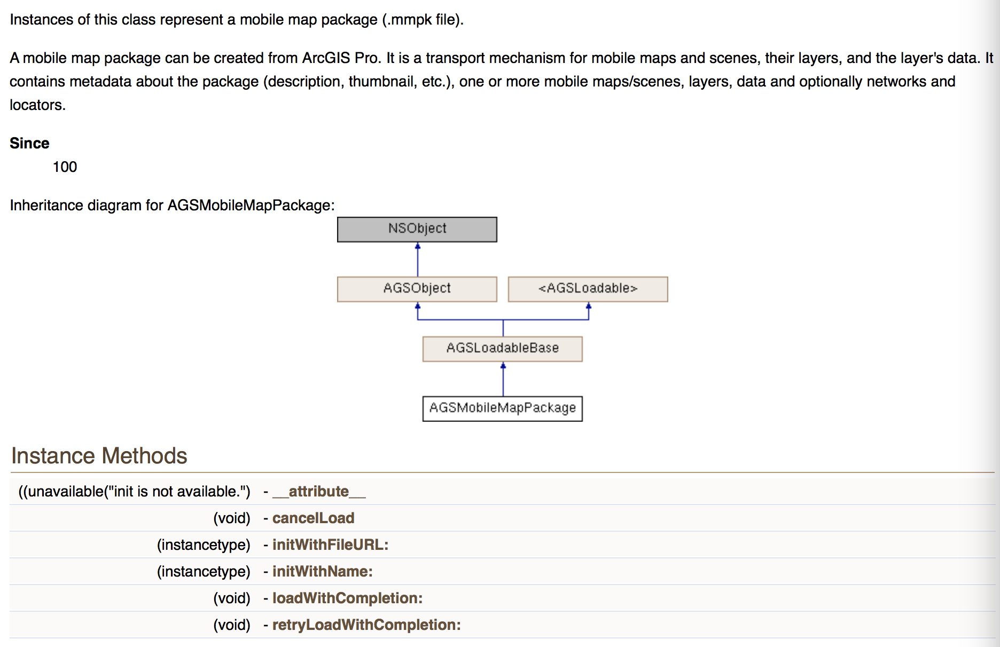 Instances of this class represent a mobile map package (.mmpk file).
A mobile map package can be created from ArcGIS Pro. It is a transport mechanism for mobile maps and scenes, their layers, and the layer's data. It
contains metadata about the package (description, thumbnail, etc.), one or more mobile maps/scenes, layers, data and optionally networks and
locators.
Since
100
Inheritance diagram for AGSMobileMapPackage:
NSObject
AGSObject <AGSLoadable>
AGSLoadableBase
AGSMobileMapPackage
Instance Methods
((unavailable("init is not available.") - __attribute__
(void) - cancelLoad
(instancetype) - initWithFileURL:
(instancetype) - initWithName:
(void) - loadWithCompletion:
(void) - retryLoadWithCompletion: